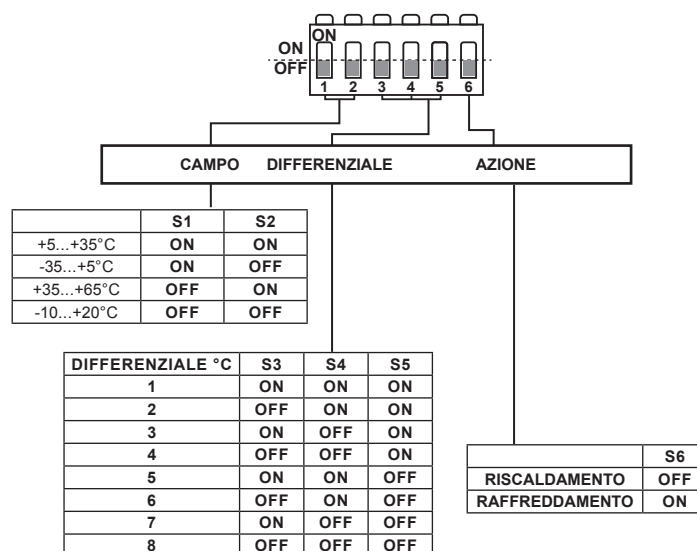 ON
ON
OFF
1 2 3 4 5 6
CAMPO DIFFERENZIALE AZIONE
S1 S2
+5...+35°C ON ON
-35...+5°C ON OFF
+35...+65°C OFF ON
-10...+20°C OFF OFF
DIFFERENZIALE °C S3 S4 S5
1 ON ON ON
2 OFF ON ON
3 ON OFF ON
4 OFF OFF ON
5 ON ON OFF
6 OFF ON OFF
7 ON OFF OFF
8 OFF OFF OFF
S6
RISCALDAMENTO OFF
RAFFREDDAMENTO ON